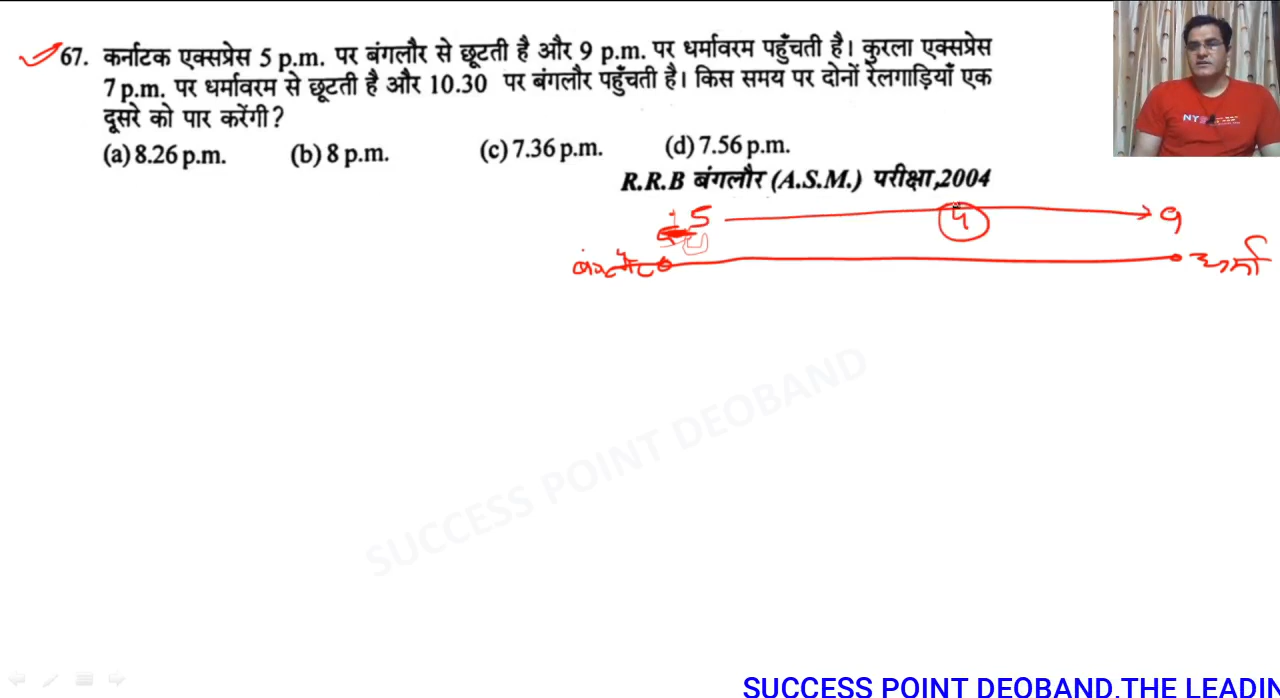 67. कर्नाटक एक्सप्रेस 5 p.m. पर बंगलौर से छूटती है और 9 p.m. पर धर्मावरम पहुँचती है। कुरला एक्सप्रेस
7 p.m. पर धर्मावरम से छूटती है और 10.30 पर बंगलौर पहुँचती है। किस समय पर दोनों रेलगाड़ियाँ एक
दूसरे को पार करेंगी?
(a) 8.26 p.m. (b) 8 p.m. (c) 7.36 p.m. (d) 7.56 p.m.
R.R.B बंगलौर (A.S.M.) परीक्षा,2004
5 4 9
SUCCESS POINT DEOBAND
SUCCESS POINT DEOBAND.THE LEADIN